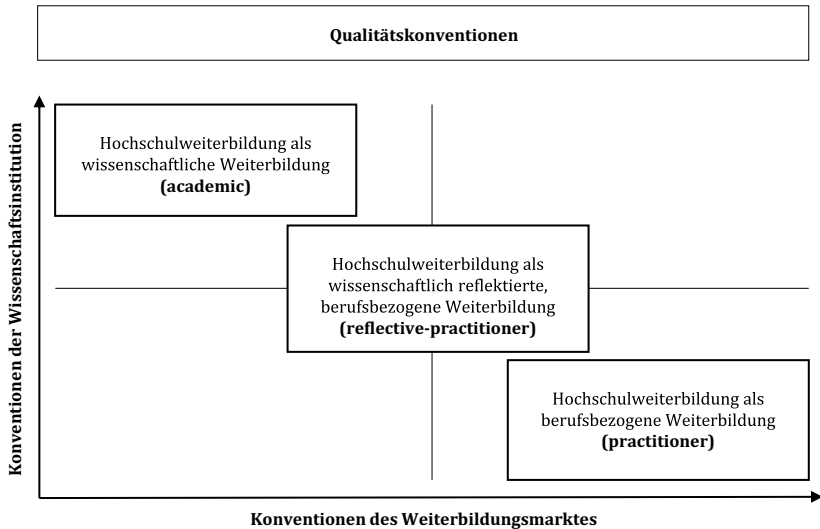 Qualitätskonventionen
Konventionen der Wissenschaftsinstitution
Hochschulweiterbildung als
wissenschaftliche Weiterbildung
(academic)
Hochschulweiterbildung als
wissenschaftlich reflektierte,
berufsbezogene Weiterbildung
(reflective-practitioner)
Hochschulweiterbildung als
berufsbezogene Weiterbildung
(practitioner)
Konventionen des Weiterbildungsmarktes